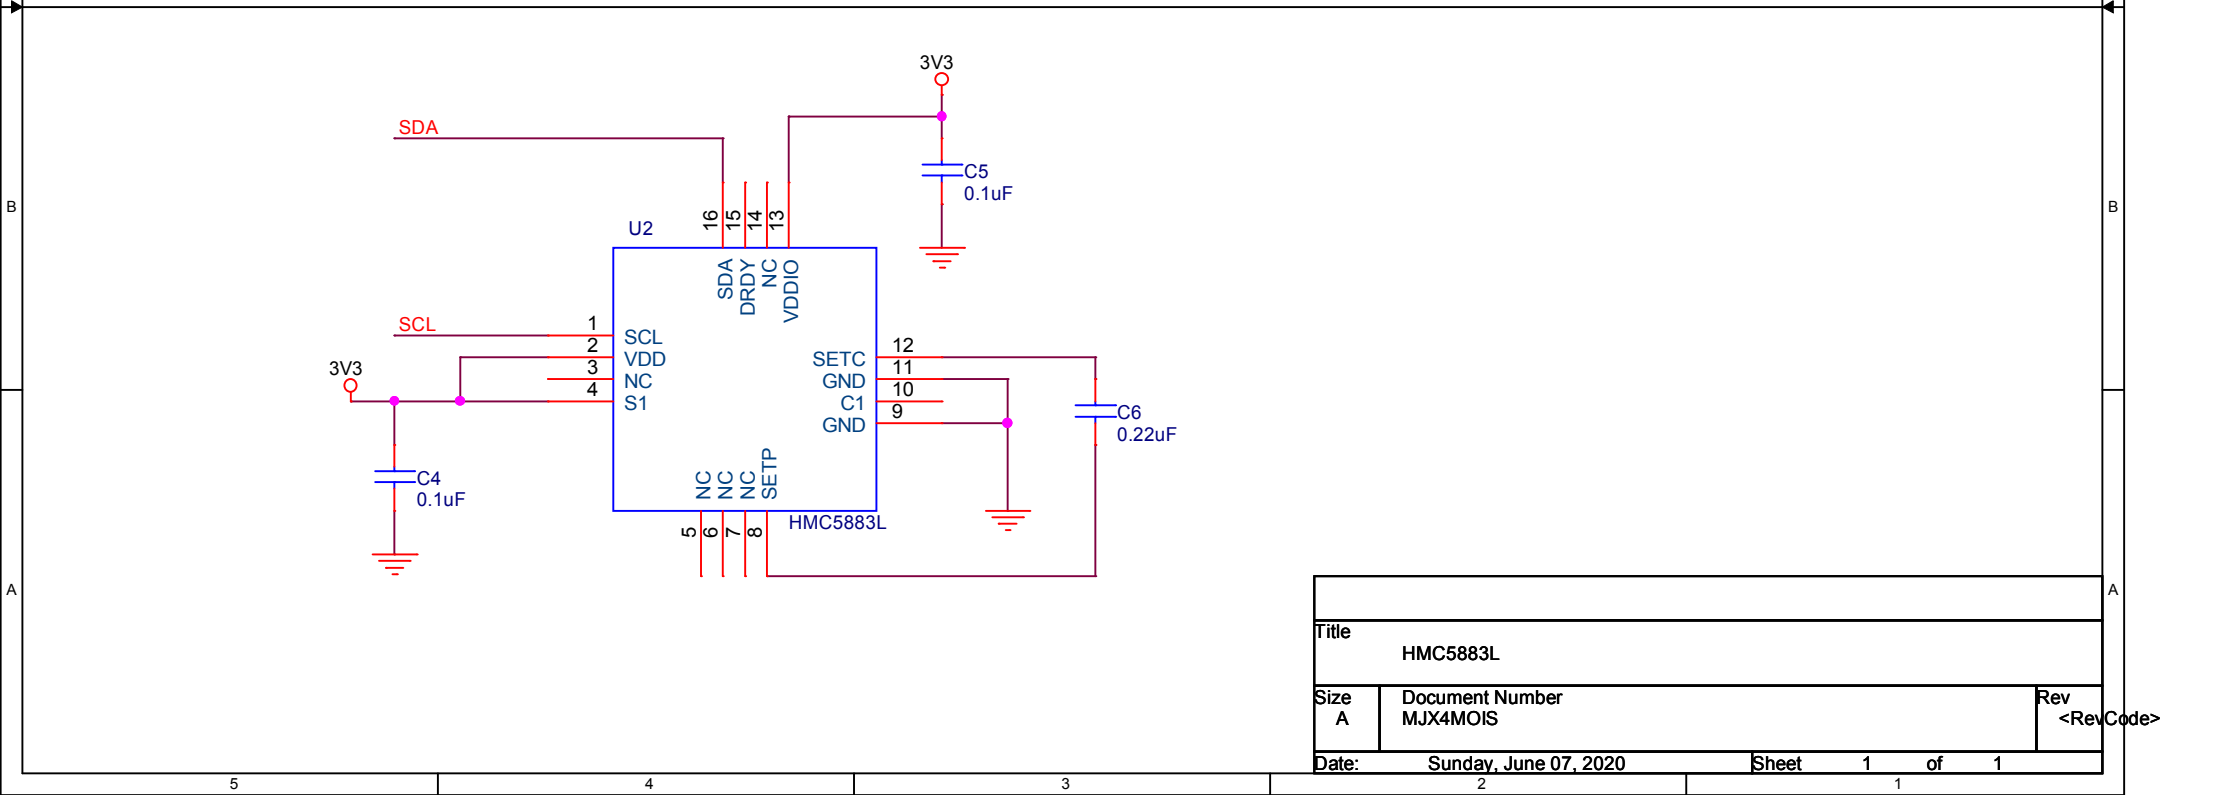 3V3
SDA
C5
0.1uF
B
B
16
15
14
13
U2
SDA
DRDY
NC
VDDIO
SCL
1
SCL
2
VDD
3
NC
4
S1
3V3
12
SETC
11
GND
10
C1
9
GND
C6
0.22uF
C4
0.1uF
NC
NC
NC
SETP
5
6
7
8
HMC5883L
A
A
Title
HMC5883L
Size
A
Document Number
MJX4MOIS
Rev
<RevCode>
Date: Sunday, June 07, 2020 Sheet 1 of 1
5 4 3 2 1